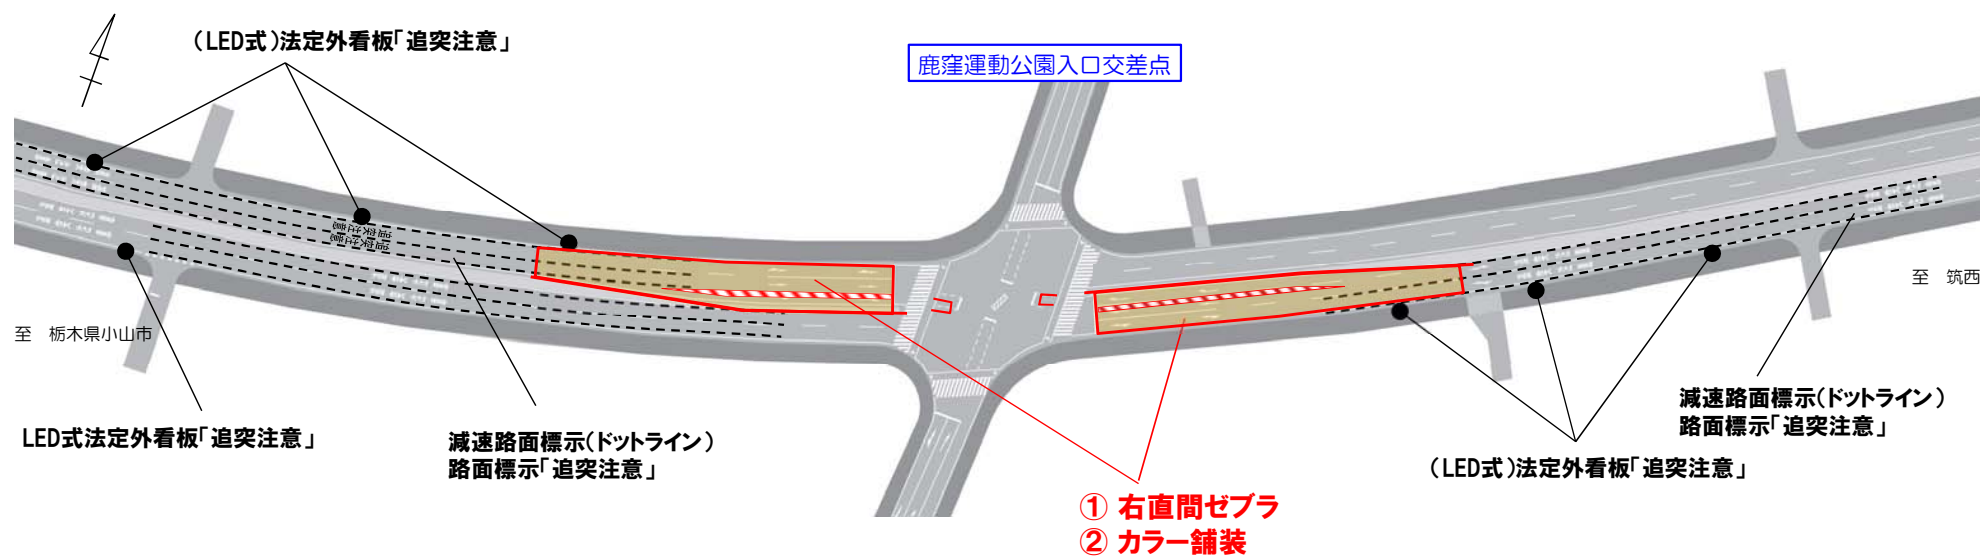 （LED式）法定外看板「追突注意」
鹿窪運動公園入口交差点
至　筑西
至　栃木県小山市
LED式法定外看板「追突注意」
減速路面標示（ドットライン）
路面標示「追突注意」
減速路面標示（ドットライン）
路面標示「追突注意」
（LED式）法定外看板「追突注意」
① 右直間ゼブラ
② カラー舗装